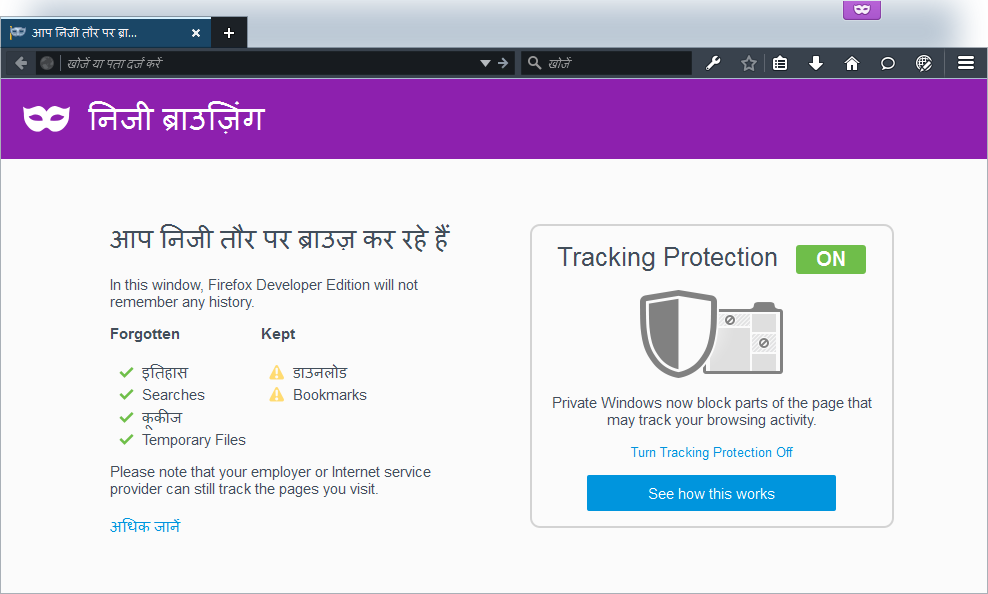 आप निजी तौर पर ब्रा...
खोजें या पता दर्ज करें
खोजें
निजी ब्राउज़िंग
आप निजी तौर पर ब्राउज़ कर रहे हैं
In this window, Firefox Developer Edition will not
remember any history.
Forgotten
Kept
इतिहास
डाउनलोड
Searches
Bookmarks
कूकीज
Temporary Files
Please note that your employer or Internet service
provider can still track the pages you visit.
अधिक जानें
Tracking Protection ON
Private Windows now block parts of the page that
may track your browsing activity.
Turn Tracking Protection Off
See how this works